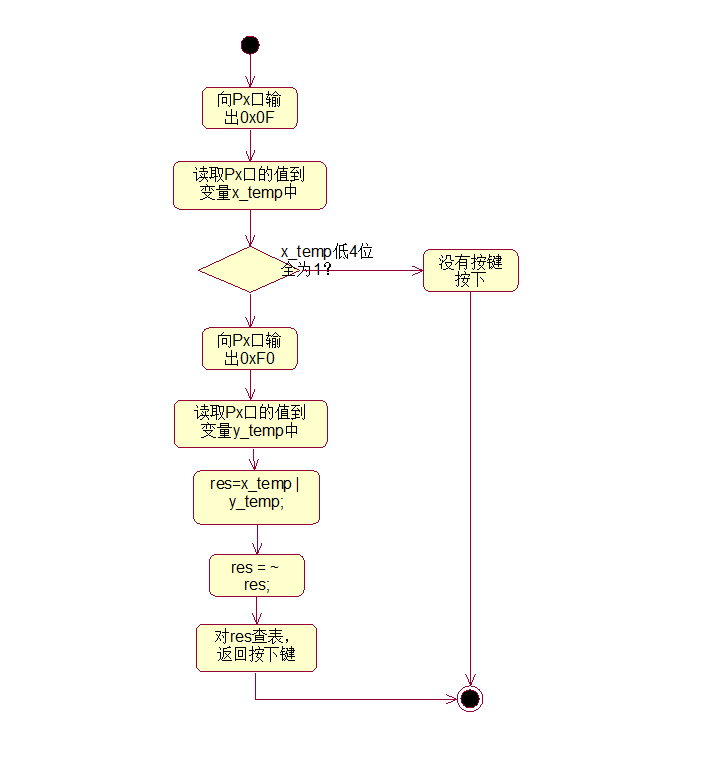 向Px口输
出0x0F
读取Px口的值到
变量x_temp中
x_temp低4位
全为1?
没有按键
按下
向Px口输
出0xF0
读取Px口的值到
变量y_temp中
res=x_temp |
y_temp;
res = ~
res;
对res查表，
返回按下键